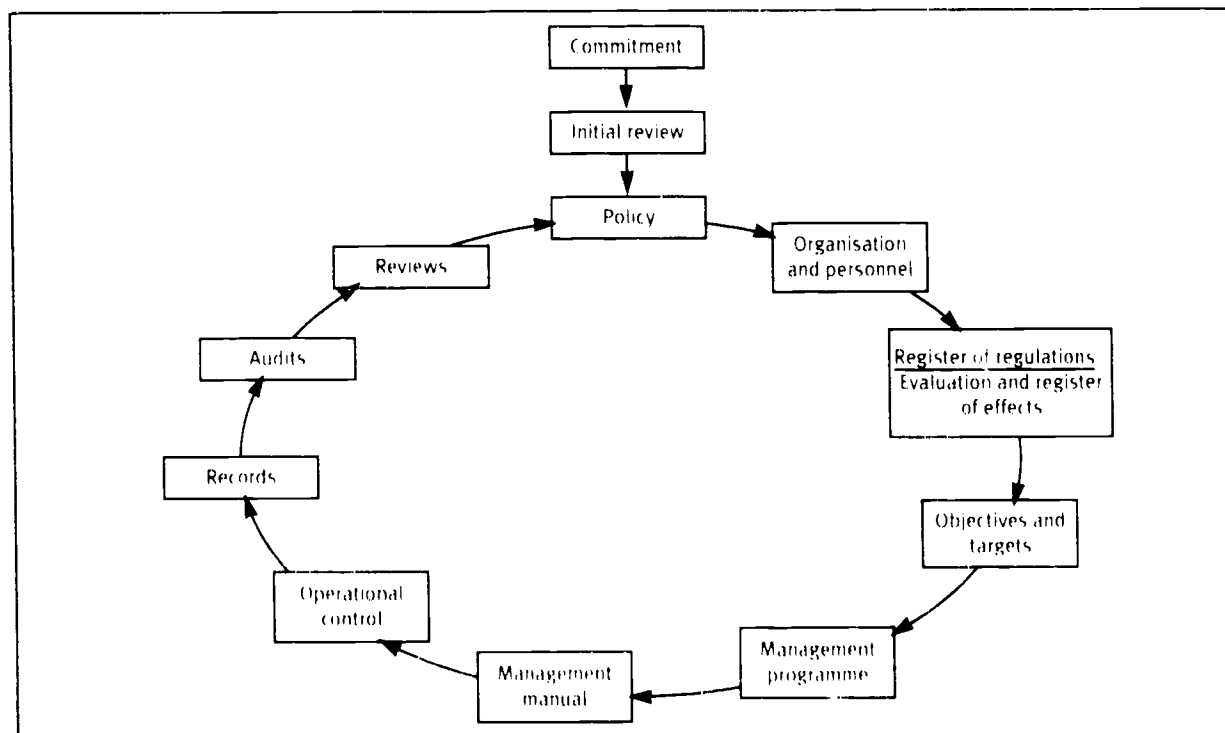 Commitment
Initial review
Policy
Organisation
and personnel
Register of regulations
Evaluation and register
of effects
Objectives and
targets
Management
programme
Management
manual
Operational
control
Records
Audits
Reviews